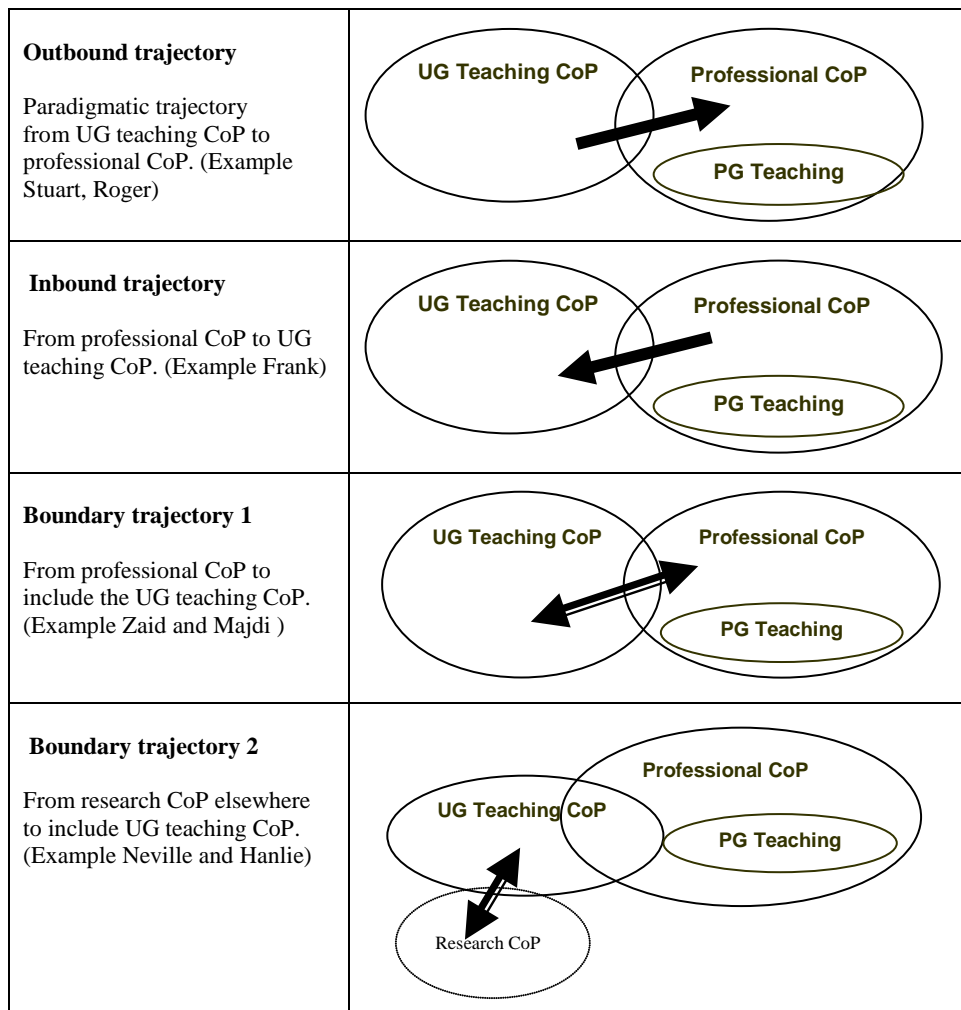 Outbound trajectory
Paradigmatic trajectory
from UG teaching CoP to
professional CoP. (Example
Stuart, Roger)
UG Teaching CoP
Professional CoP
PG Teaching
Inbound trajectory
From professional CoP to UG
teaching CoP. (Example Frank)
UG Teaching CoP
Professional CoP
PG Teaching
Boundary trajectory 1
From professional CoP to
include the UG teaching CoP.
(Example Zaid and Majdi )
UG Teaching CoP
Professional CoP
PG Teaching
Boundary trajectory 2
From research CoP elsewhere
to include UG teaching CoP.
(Example Neville and Hanlie)
Professional CoP
UG Teaching CoP
PG Teaching
Research CoP